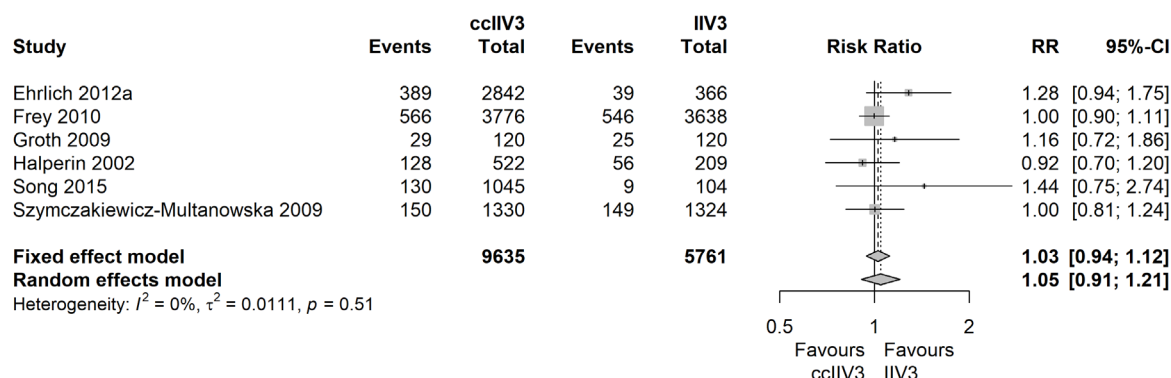 ccIIV3 IIV3
Study Events Total Events Total Risk Ratio RR 95%-CI
Ehrlich 2012a 389 2842 39 366 1.28 [0.94; 1.75]
Frey 2010 566 3776 546 3638 1.00 [0.90; 1.11]
Groth 2009 29 120 25 120 1.16 [0.72; 1.86]
Halperin 2002 128 522 56 209 0.92 [0.70; 1.20]
Song 2015 130 1045 9 104 1.44 [0.75; 2.74]
Szymczakiewicz-Multanowska 2009 150 1330 149 1324 1.00 [0.81; 1.24]
Fixed effect model 9635 5761 1.03 [0.94; 1.12]
Random effects model 1.05 [0.91; 1.21]
Heterogeneity: I² = 0%, τ² = 0.0111, p = 0.51
0.5 1 2
Favours Favours
ccIIV3 IIV3